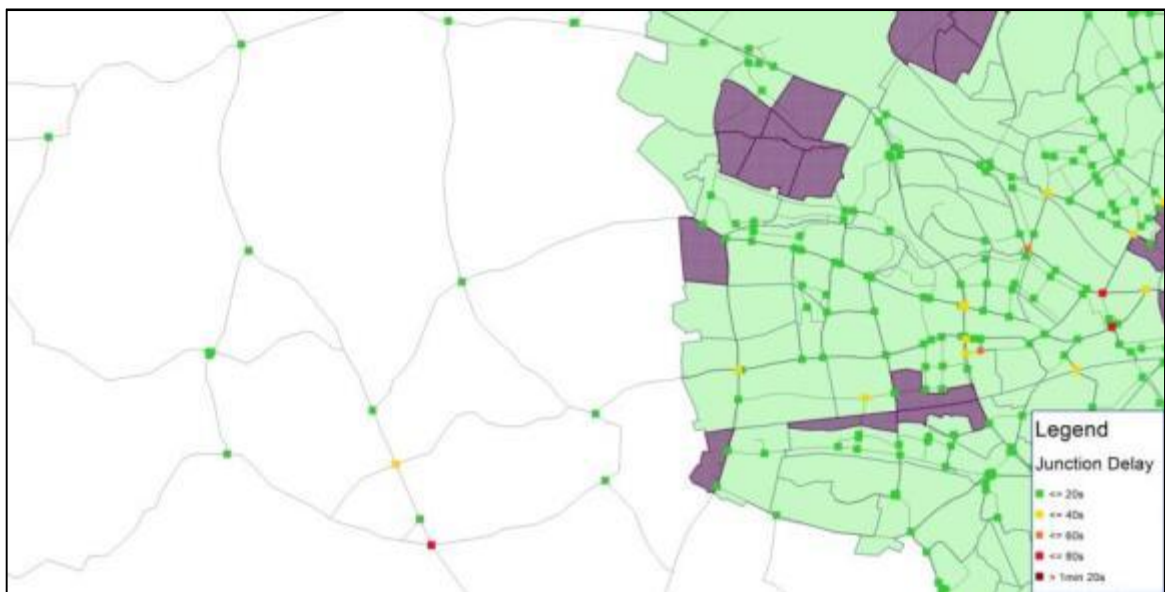 Legend
Junction Delay
<= 20s
<= 40s
<= 60s
<= 80s
> 1min 20s